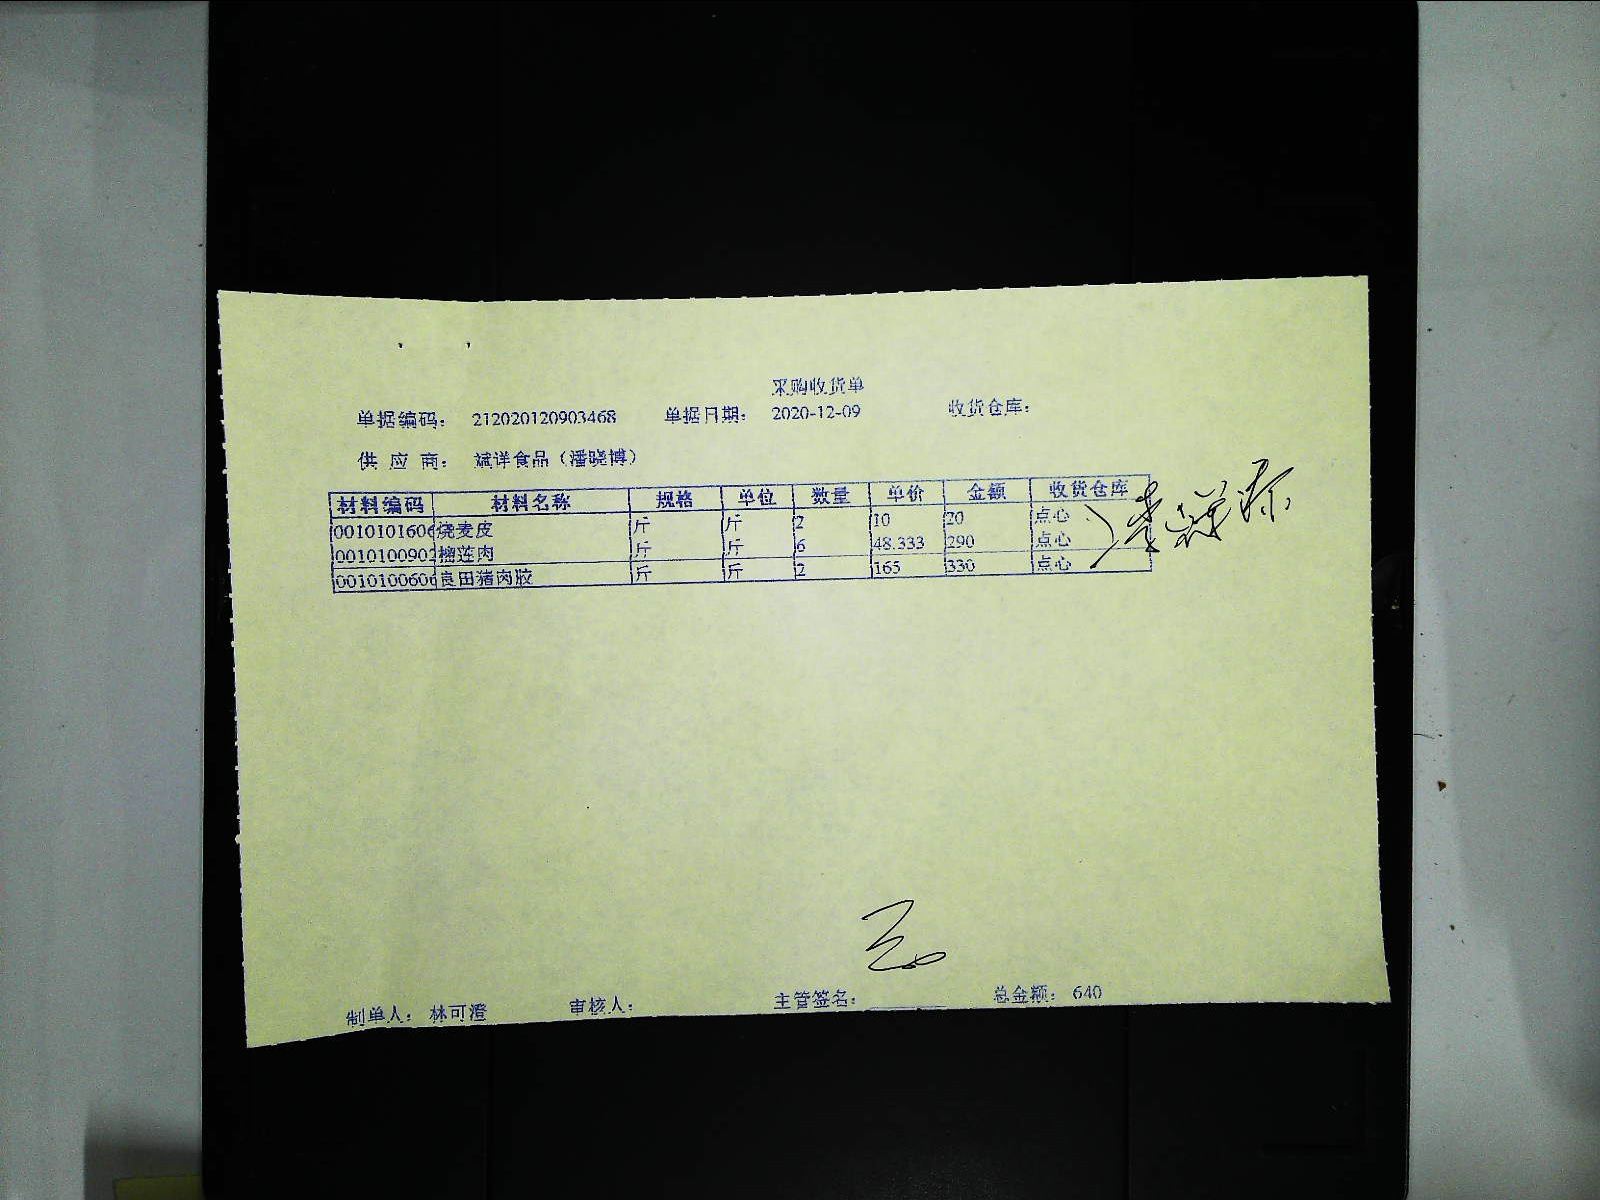 采购收货单
单据编码： 212020120903468 单据日期： 2020-12-09 收货仓库：
供 应 商： 斌洋食品（潘晓博）
材料编码 材料名称 规格 单位 数量 单价 金额 收货仓库
0010101606 烧麦皮 斤 斤 2 10 20 点心
0010100902 榴莲肉 斤 斤 6 48.333 290 点心
0010100606 良田猪肉胶 斤 斤 2 165 330 点心
制单人： 林可澄 审核人： 主管签名： 总金额： 640